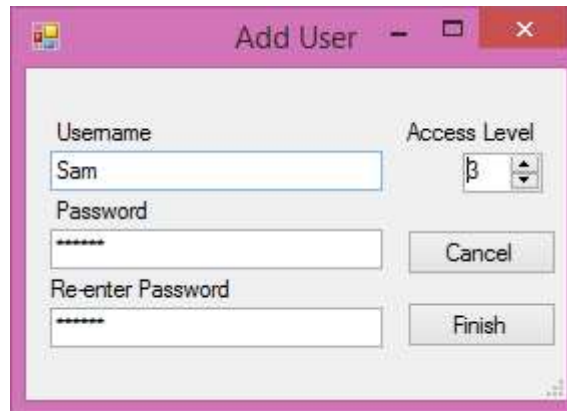 Add User
Username
Access Level
Sam
3
Password
******
Cancel
Re-enter Password
******
Finish